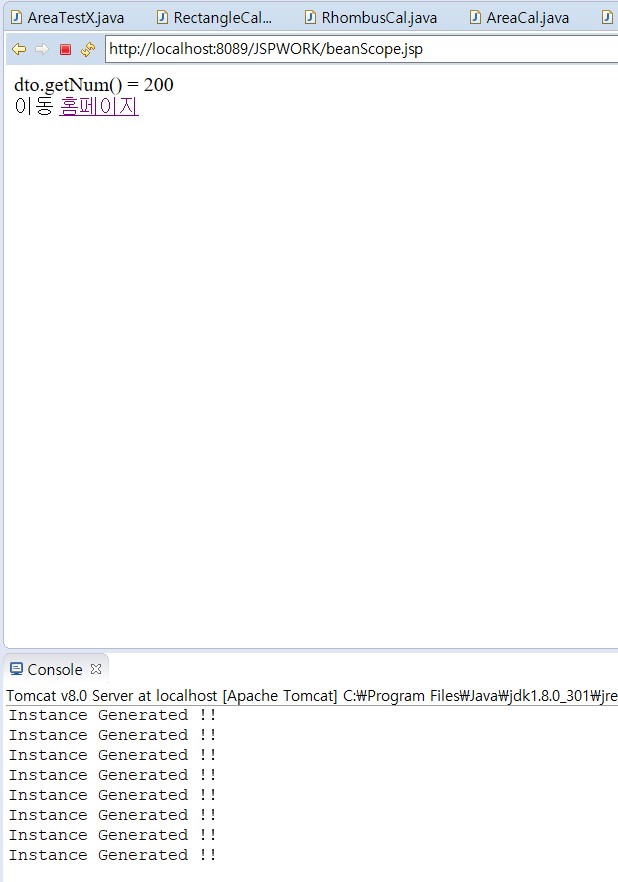 AreaTestX.java RectangleCal... RhombusCal.java AreaCal.java
http://localhost:8089/JSPWORK/beanScope.jsp
dto.getNum() = 200
이동 홈페이지
Console
Tomcat v8.0 Server at localhost [Apache Tomcat] C:₩Program Files₩Java₩jdk1.8.0_301₩jre
Instance Generated !!
Instance Generated !!
Instance Generated !!
Instance Generated !!
Instance Generated !!
Instance Generated !!
Instance Generated !!
Instance Generated !!